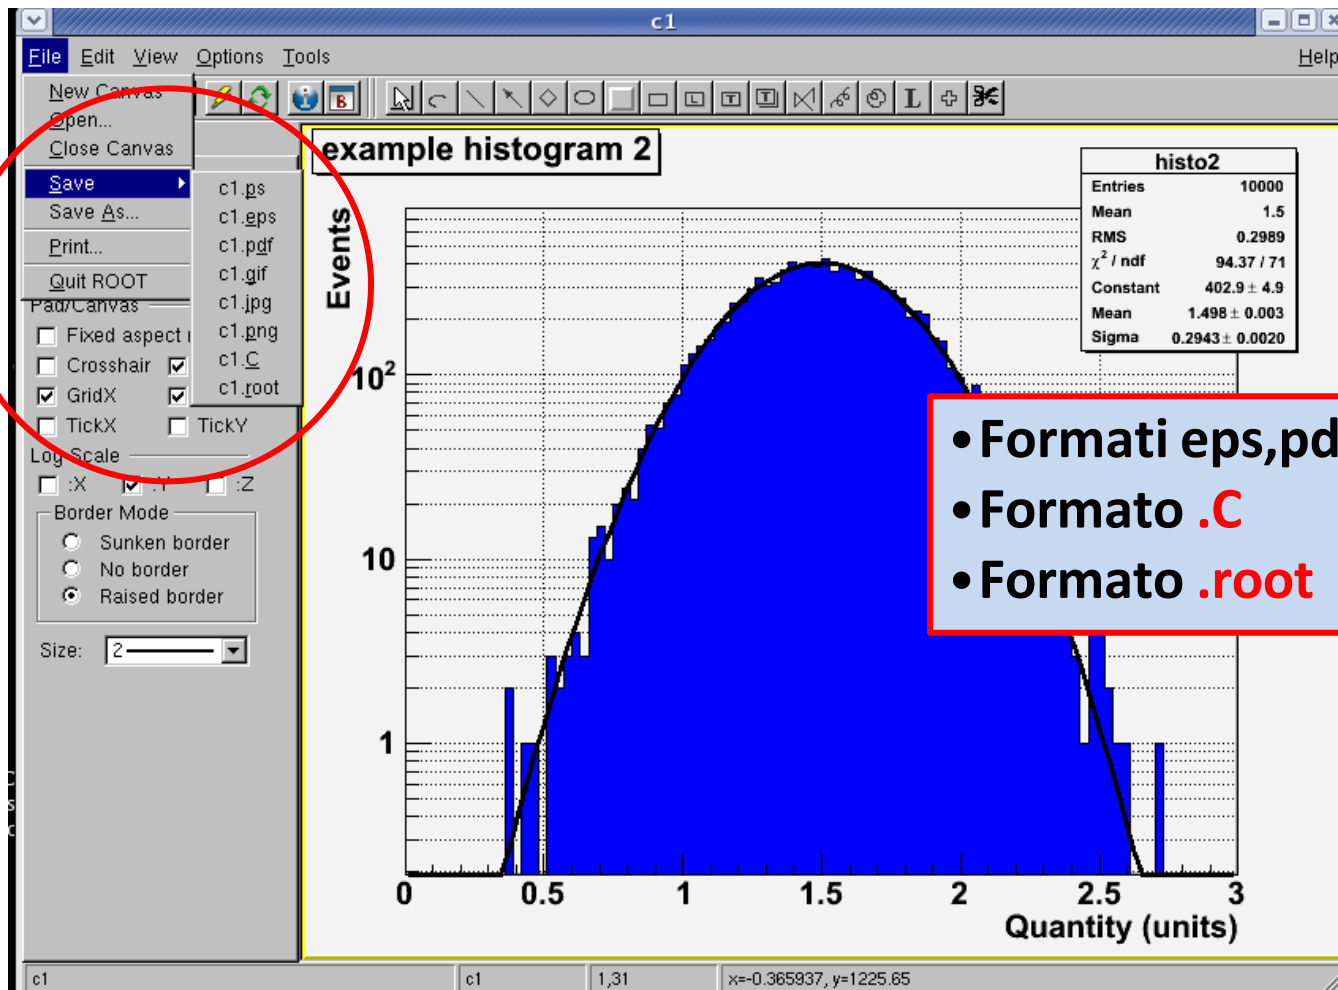 c1
File Edit View Options Tools Help
New Canvas
Open...
Close Canvas
Save
Save As...
Print...
Quit ROOT
c1.ps
c1.eps
c1.pdf
c1.gif
c1.jpg
c1.png
c1.C
c1.root
Pad/Canvas
Fixed aspect
Crosshair
GridX
TickX TickY
Log Scale
:X :Y :Z
Border Mode
Sunken border
No border
Raised border
Size: 2
example histogram 2
histo2
Entries 10000
Mean 1.5
RMS 0.2989
χ² / ndf 94.37 / 71
Constant 402.9 ± 4.9
Mean 1.498 ± 0.003
Sigma 0.2943 ± 0.0020
Events
10²
10
1
•Formati eps,pd
•Formato .C
•Formato .root
0 0.5 1 1.5 2 2.5 3
Quantity (units)
c1 c1 1,31 x=-0.365937, y=1225.65